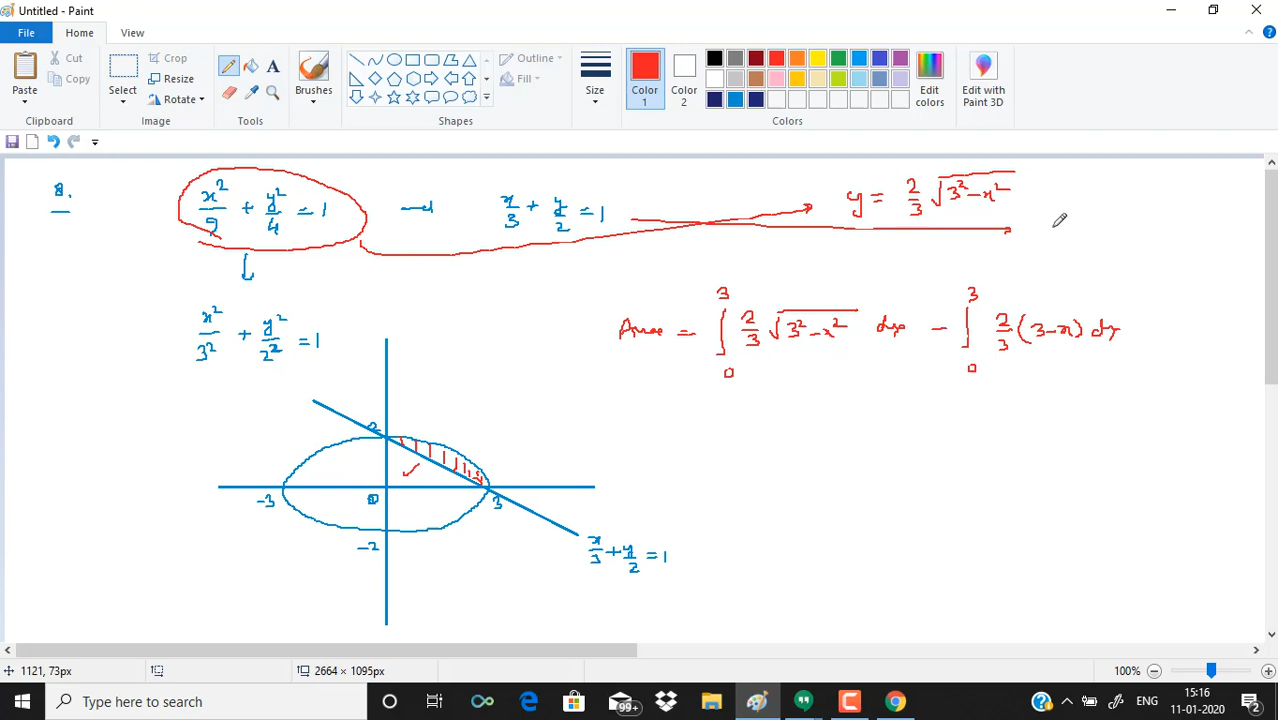 Untitled - Paint
File Home View
Paste
Cut
Copy
Clipboard
Select
Crop
Resize
Rotate
Image
Tools
Brushes
Shapes
Outline
Fill
Size
Color 1
Color 2
Colors
Edit colors
Edit with Paint 3D
8.
x²/9 + y²/4 = 1 → x/3 + y/2 = 1
y = 2/3 √(3²-x²)
x²/3² + y²/2² = 1
Area = ∫₀³ 2/3 √(3²-x²) dx - ∫₀³ 2/3 (3-x) dx
2
-3 0 3
-2
x/3 + y/2 = 1
1121, 73px
2664 × 1095px
100%
Type here to search
99+
ENG
15:16
11-01-2020
2